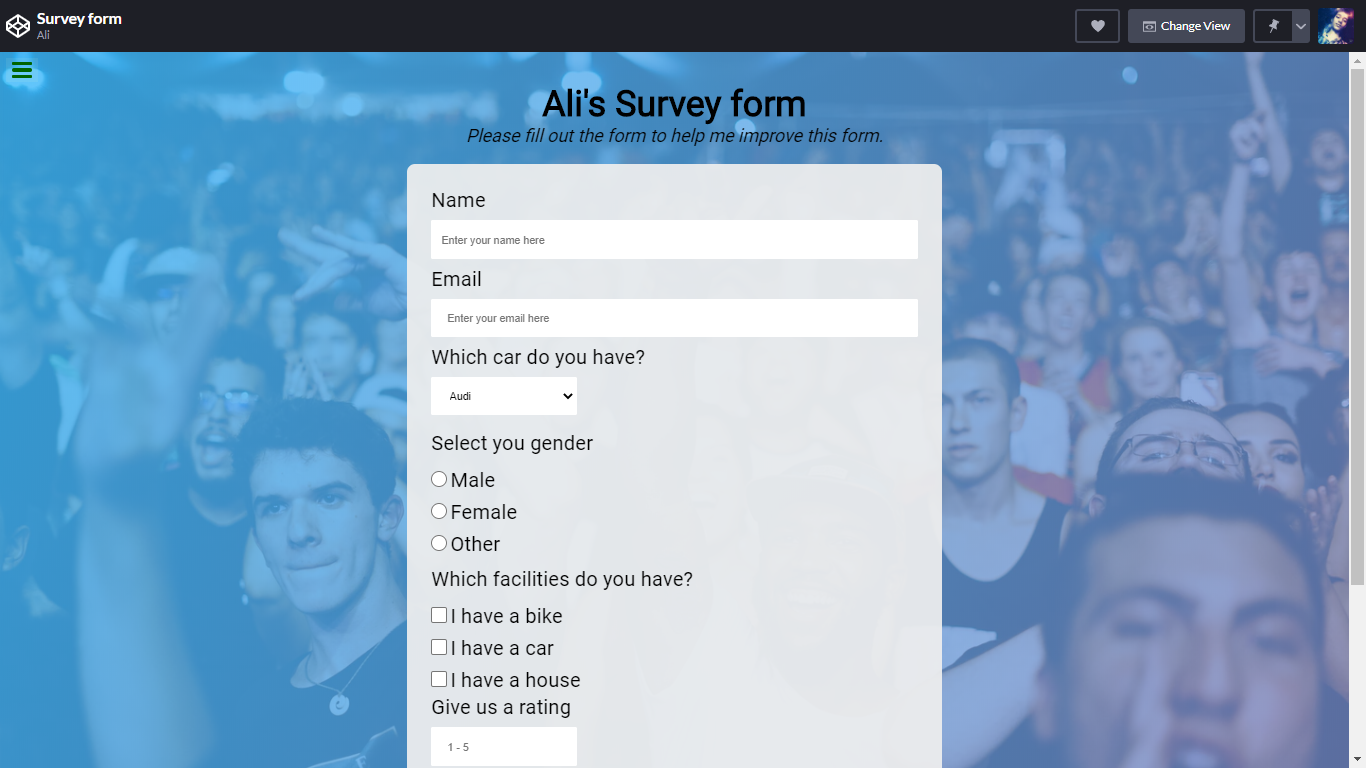 Survey form
Ali
Change View
Ali's Survey form
Please fill out the form to help me improve this form.
Name
Enter your name here
Email
Enter your email here
Which car do you have?
Audi
Select you gender
Male
Female
Other
Which facilities do you have?
I have a bike
I have a car
I have a house
Give us a rating
1 - 5